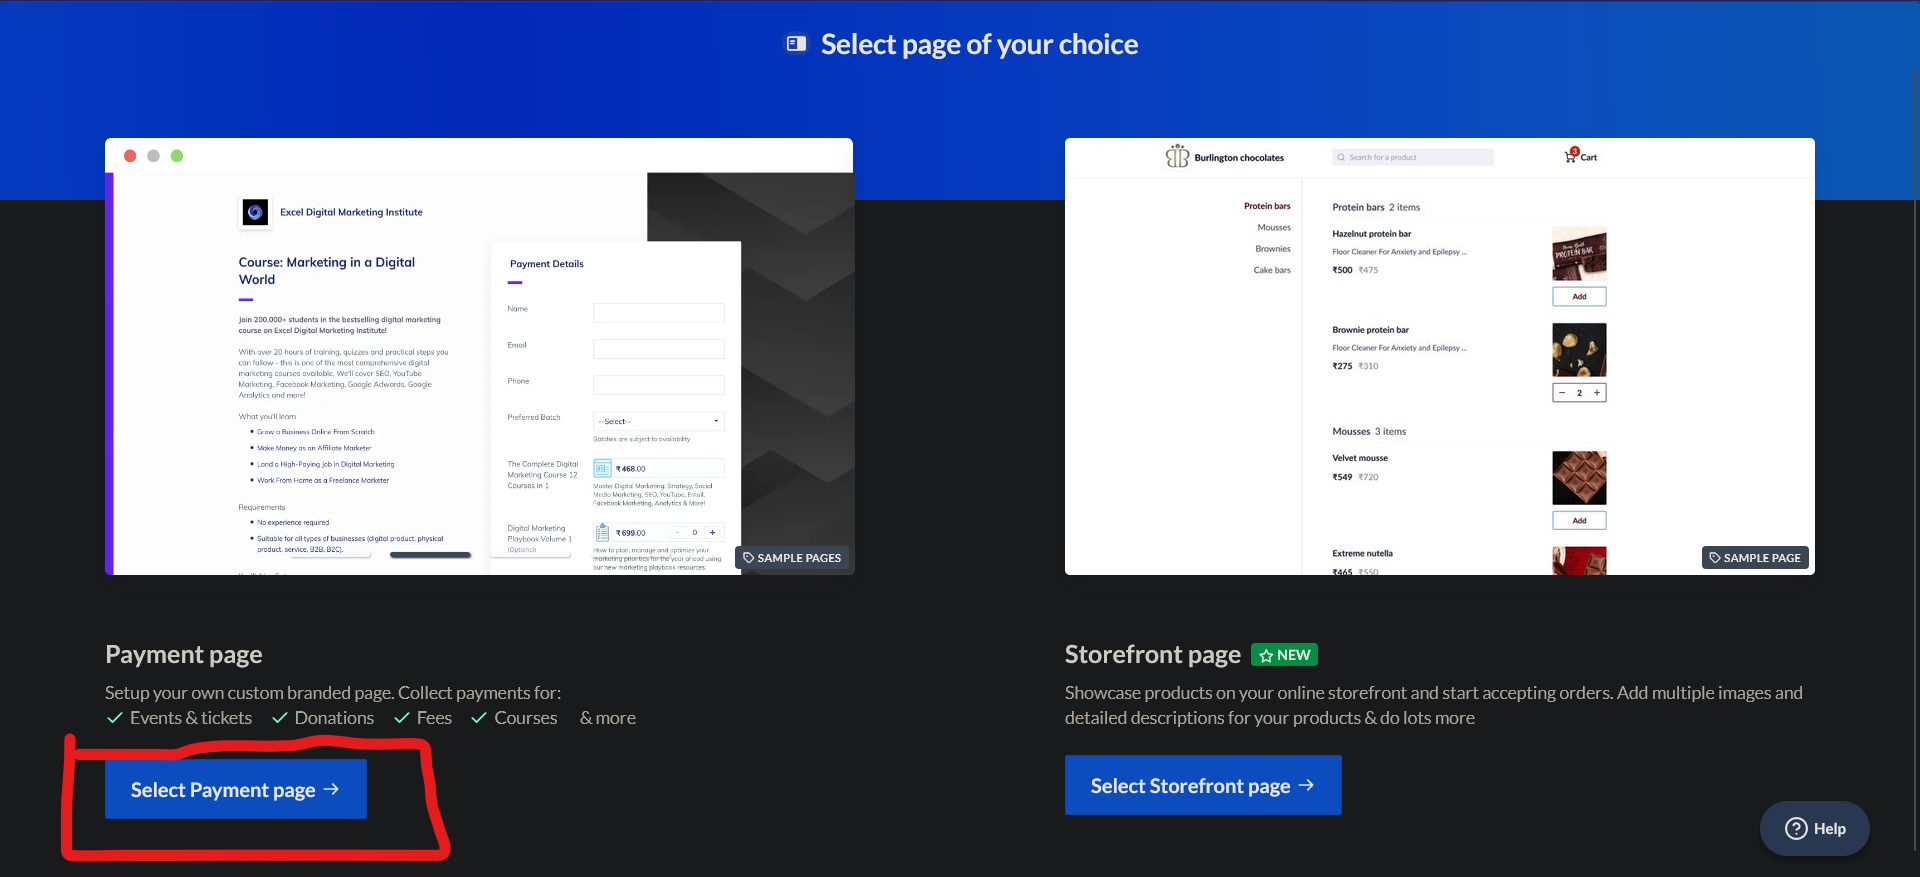 Select page of your choice
Excel Digital Marketing Institute
Course: Marketing in a Digital
World
Join 200,000+ students in the bestselling digital marketing
course on Excel Digital Marketing Institute!
With over 20 hours of training, quizzes and practical steps you
can follow - this is one of the most comprehensive digital
marketing courses available. We'll cover SEO, YouTube
Marketing, Facebook Marketing, Google Adwords, Google
Analytics and more!
What you'll learn
Grow a Business Online From Scratch
Make Money as an Affiliate Marketer
Land a High-Paying Job in Digital Marketing
Work From Home as a Freelance Marketer
Requirements
No experience required
Suitable for all types of businesses (digital product, physical
product, service, B2B, B2C).
Payment Details
Name
Email
Phone
Preferred Batch
--Select--
Batches are subject to availability
The Complete Digital
Marketing Course 12
Courses in 1
₹ 468.00
Master Digital Marketing: Strategy, Social
Media Marketing, SEO, YouTube, Email,
Facebook Marketing, Analytics & More!
Digital Marketing
Playbook Volume 1
(Optional)
₹ 699.00
- 0 +
How to plan, manage and optimize your
marketing priorities for the year ahead using
our new marketing playbook resources.
SAMPLE PAGES
Burlington chocolates
Search for a product
3
Cart
Protein bars
Mousses
Brownies
Cake bars
Protein bars 2 items
Hazelnut protein bar
Floor Cleaner For Anxiety and Epilepsy ...
₹500 ₹475
PROTEIN BAR
Add
Brownie protein bar
Floor Cleaner For Anxiety and Epilepsy ...
₹275 ₹310
− 2 +
Mousses 3 items
Velvet mousse
₹549 ₹720
Add
Extreme nutella
₹465 ₹550
SAMPLE PAGE
Payment page
Setup your own custom branded page. Collect payments for:
Events & tickets Donations Fees Courses & more
Select Payment page →
Storefront page NEW
Showcase products on your online storefront and start accepting orders. Add multiple images and
detailed descriptions for your products & do lots more
Select Storefront page →
? Help